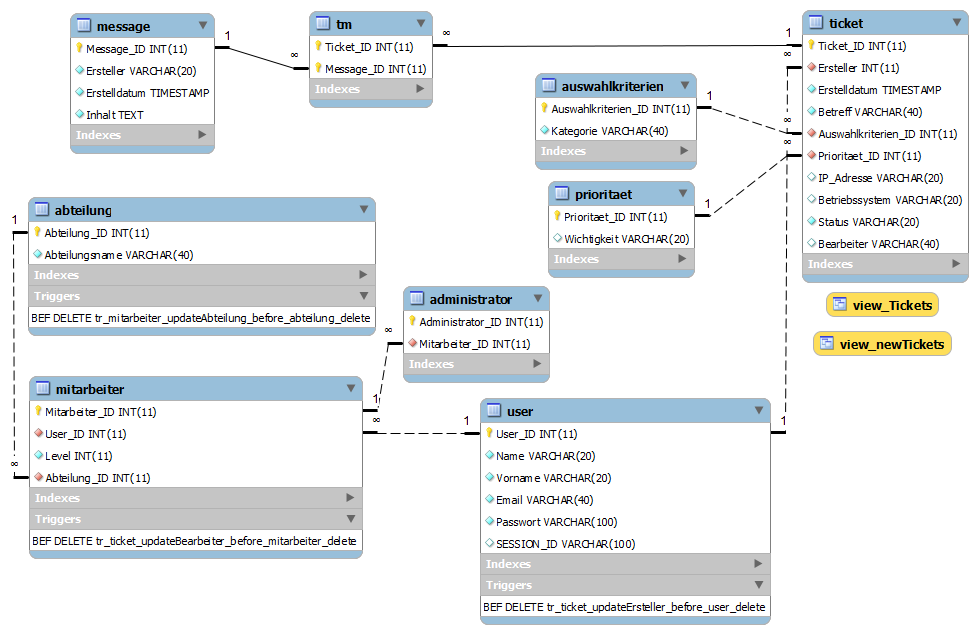 message
Message_ID INT(11)
Ersteller VARCHAR(20)
Erstelldatum TIMESTAMP
Inhalt TEXT
Indexes
1
∞
tm
Ticket_ID INT(11)
Message_ID INT(11)
Indexes
∞
1
ticket
Ticket_ID INT(11)
Ersteller INT(11)
Erstelldatum TIMESTAMP
Betreff VARCHAR(40)
Auswahlkriterien_ID INT(11)
Prioritaet_ID INT(11)
IP_Adresse VARCHAR(20)
Betriebssystem VARCHAR(20)
Status VARCHAR(20)
Bearbeiter VARCHAR(40)
Indexes
∞
∞
∞
auswahlkriterien
Auswahlkriterien_ID INT(11)
Kategorie VARCHAR(40)
Indexes
1
prioritaet
Prioritaet_ID INT(11)
Wichtigkeit VARCHAR(20)
Indexes
1
abteilung
Abteilung_ID INT(11)
Abteilungsname VARCHAR(40)
Indexes
Triggers
BEF DELETE tr_mitarbeiter_updateAbteilung_before_abteilung_delete
1
∞
view_Tickets
view_newTickets
administrator
Administrator_ID INT(11)
Mitarbeiter_ID INT(11)
Indexes
∞
1
mitarbeiter
Mitarbeiter_ID INT(11)
User_ID INT(11)
Level INT(11)
Abteilung_ID INT(11)
Indexes
Triggers
BEF DELETE tr_ticket_updateBearbeiter_before_mitarbeiter_delete
∞
1
user
User_ID INT(11)
Name VARCHAR(20)
Vorname VARCHAR(20)
Email VARCHAR(40)
Passwort VARCHAR(100)
SESSION_ID VARCHAR(100)
Indexes
Triggers
BEF DELETE tr_ticket_updateErsteller_before_user_delete
1